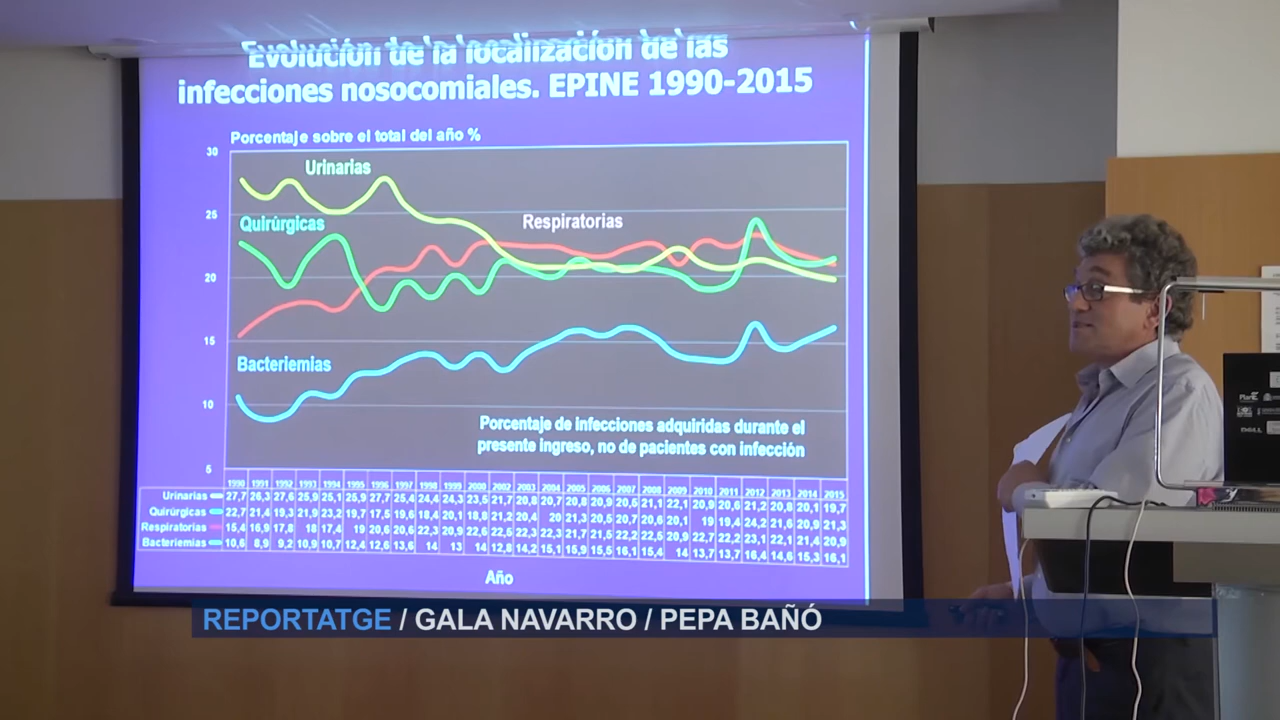 Evolución de la localización de las
infecciones nosocomiales. EPINE 1990-2015
Porcentaje sobre el total del año %
30
25
20
15
10
5
Urinarias
Quirúrgicas
Respiratorias
Bacteriemias
Porcentaje de infecciones adquiridas durante el
presente ingreso, no de pacientes con infección
1990 1991 1992 1993 1994 1995 1996 1997 1998 1999 2000 2001 2002 2003 2004 2005 2006 2007 2008 2009 2010 2011 2012 2013 2014 2015
Urinarias 27,7 26,3 27,6 25,9 25,1 25,9 27,7 25,4 24,4 24,3 23,5 21,7 20,8 20,7 20,8 20,9 20,5 21,1 22,1 20,9 20,6 21,2 20,8 20,5 19,7
Quirúrgicas 22,7 21,4 19,3 21,9 23,2 19,7 17,5 19,6 18,4 20,1 18,8 21,2 20,4 20 21,3 20,5 20,7 20,6 20,1 19 19,4 24,2 21,6 20,9 21,3
Respiratorias 15,4 16,9 17,8 18 17,4 19 20,6 20,6 22,3 20,9 22,6 22,5 22,3 22,3 21,7 21,5 22,2 22,5 20,9 22,7 22,2 23,1 22,1 21,4 20,9
Bacteriemias 10,6 8,9 9,2 10,9 10,7 12,4 12,6 13,6 14 13 14 12,8 14,2 15,1 15,9 15,5 16,1 15,4 14 13,7 13,7 16,4 14,6 15,3 16,1
Año
PlanE
DELL
REPORTATGE / GALA NAVARRO / PEPA BAÑÓ